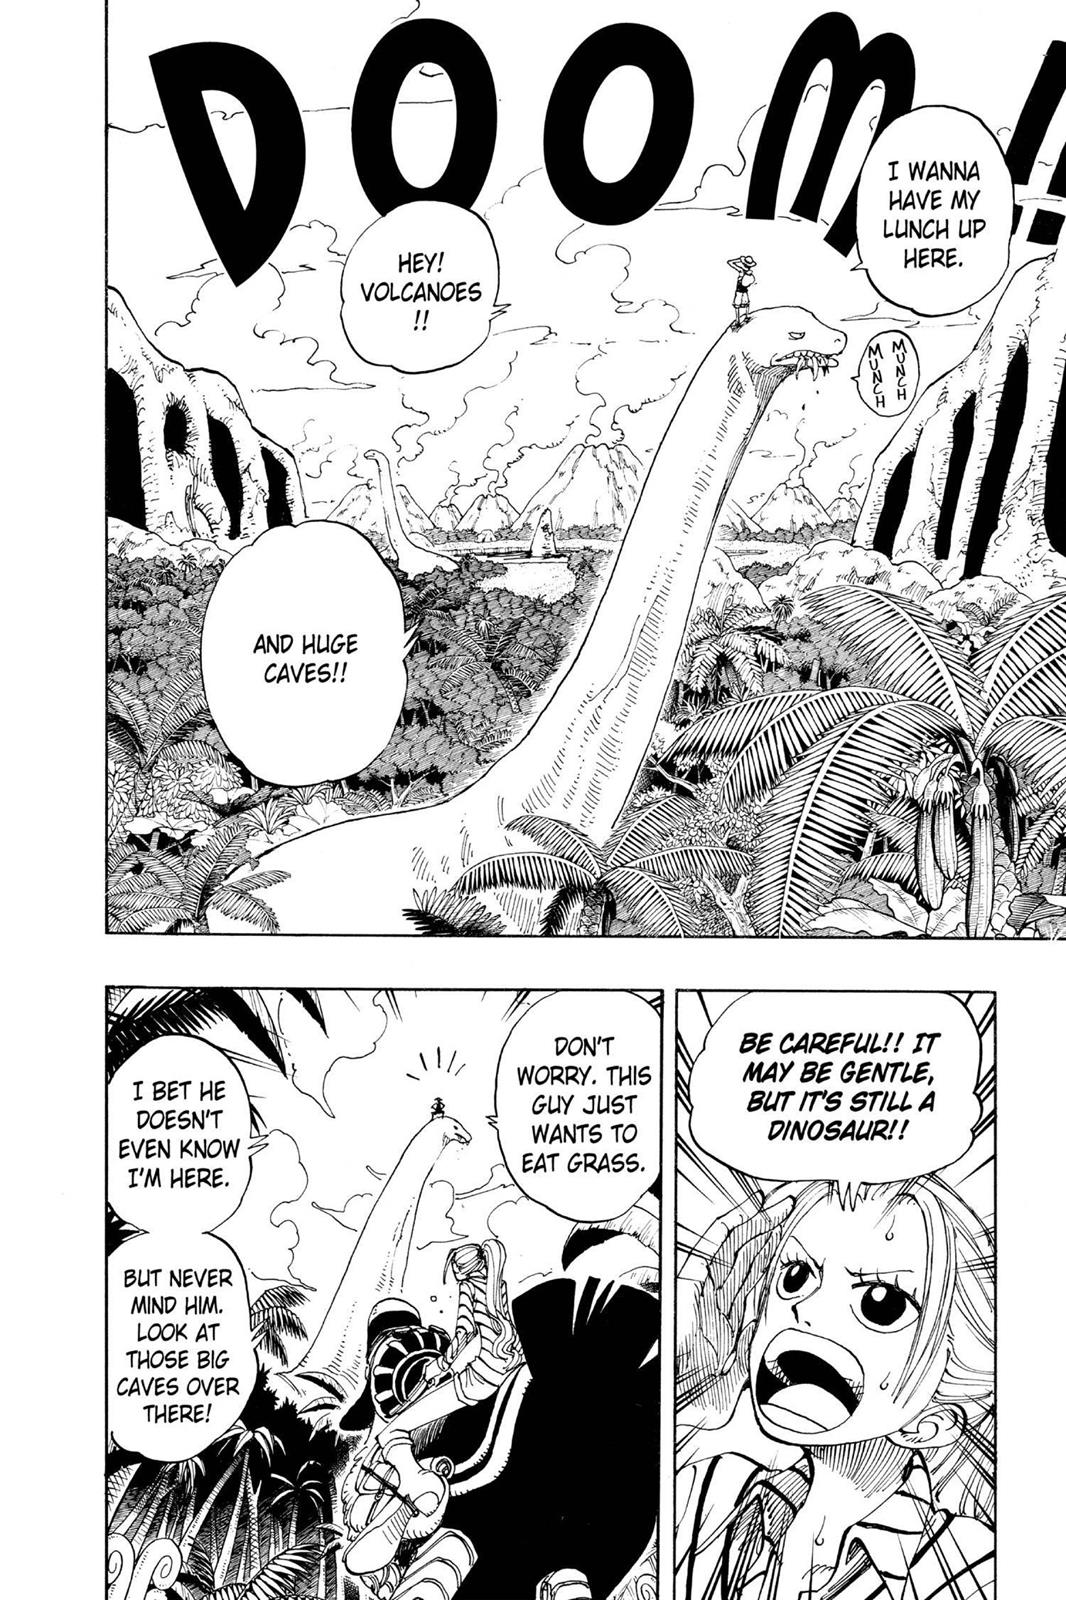 DOOM!!
I WANNA
HAVE MY
LUNCH UP
HERE.
HEY!
VOLCANOES
!!
MUNCH
MUNCH
AND HUGE
CAVES!!
BE CAREFUL!! IT
MAY BE GENTLE,
BUT IT'S STILL A
DINOSAUR!!
DON'T
WORRY. THIS
GUY JUST
WANTS TO
EAT GRASS.
I BET HE
DOESN'T
EVEN KNOW
I'M HERE.
BUT NEVER
MIND HIM.
LOOK AT
THOSE BIG
CAVES OVER
THERE!